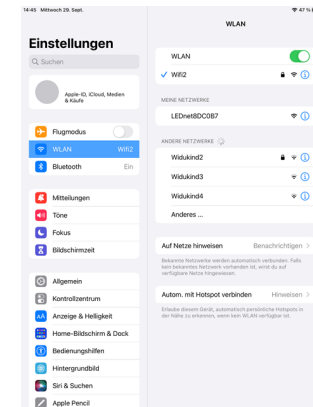 14:45 Mittwoch 29. Sept.
47 %
Einstellungen
Suchen
Apple-ID, iCloud, Medien
& Käufe
Flugmodus
WLAN Wifi2
Bluetooth Ein
Mitteilungen
Töne
Fokus
Bildschirmzeit
Allgemein
Kontrollzentrum
AA Anzeige & Helligkeit
Home-Bildschirm & Dock
Bedienungshilfen
Hintergrundbild
Siri & Suchen
Apple Pencil
WLAN
WLAN
Wifi2
MEINE NETZWERKE
LEDnet8DC0B7
ANDERE NETZWERKE
Widukind2
Widukind3
Widukind4
Anderes ...
Auf Netze hinweisen Benachrichtigen
Bekannte Netzwerke werden automatisch verbunden. Falls
kein bekanntes Netzwerk vorhanden ist, wirst du auf
verfügbare Netze hingewiesen.
Autom. mit Hotspot verbinden Hinweisen
Erlaube diesem Gerät, automatisch persönliche Hotspots in
der Nähe zu erkennen, wenn kein WLAN verfügbar ist.